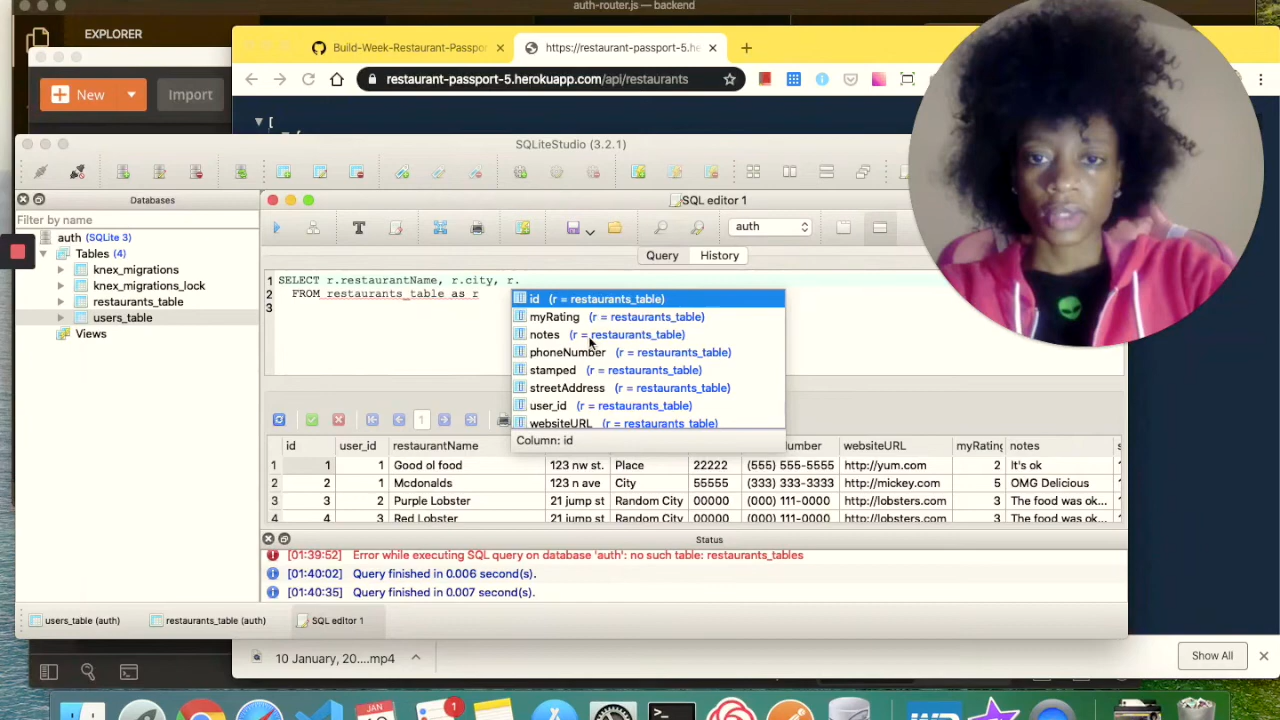 auth-router.js — backend
EXPLORER
Build-Week-Restaurant-Passpor
https://restaurant-passport-5.he
New
Import
restaurant-passport-5.herokuapp.com/api/restaurants
[
SQLiteStudio (3.2.1)
Databases
SQL editor 1
Filter by name
auth
auth (SQLite 3)
Tables (4)
Query
History
knex_migrations
1 SELECT r.restaurantName, r.city, r.
knex_migrations_lock
2 FROM restaurants_table as r
restaurants_table
3
users_table
Views
id (r = restaurants_table)
myRating (r = restaurants_table)
notes (r = restaurants_table)
phoneNumber (r = restaurants_table)
stamped (r = restaurants_table)
streetAddress (r = restaurants_table)
user_id (r = restaurants_table)
websiteURL (r = restaurants_table)
Column: id
1
id user_id restaurantName umber websiteURL myRating notes s
1 1 1 Good ol food 123 nw st. Place 22222 (555) 555-5555 http://yum.com 2 It's ok
2 2 1 Mcdonalds 123 n ave City 55555 (333) 333-3333 http://mickey.com 5 OMG Delicious
3 3 2 Purple Lobster 21 jump st Random City 00000 (000) 111-0000 http://lobsters.com 3 The food was ok...
4 4 3 Red Lobster 21 jump st Random City 00000 (000) 111-0000 http://lobsters.com 3 The food was ok...
Status
[01:39:52] Error while executing SQL query on database 'auth': no such table: restaurants_tables
[01:40:02] Query finished in 0.006 second(s).
[01:40:35] Query finished in 0.007 second(s).
users_table (auth)
restaurants_table (auth)
SQL editor 1
10 January, 20....mp4
Show All
1